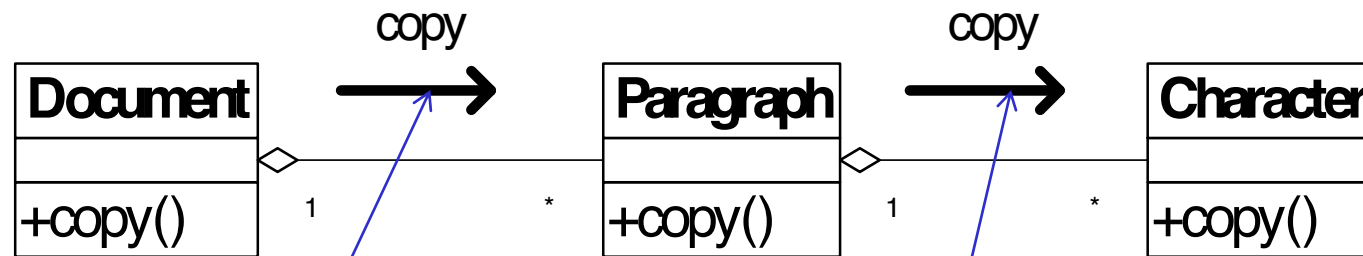 copy copy
Document Paragraph Character
+copy() 1 * +copy() 1 * +copy()